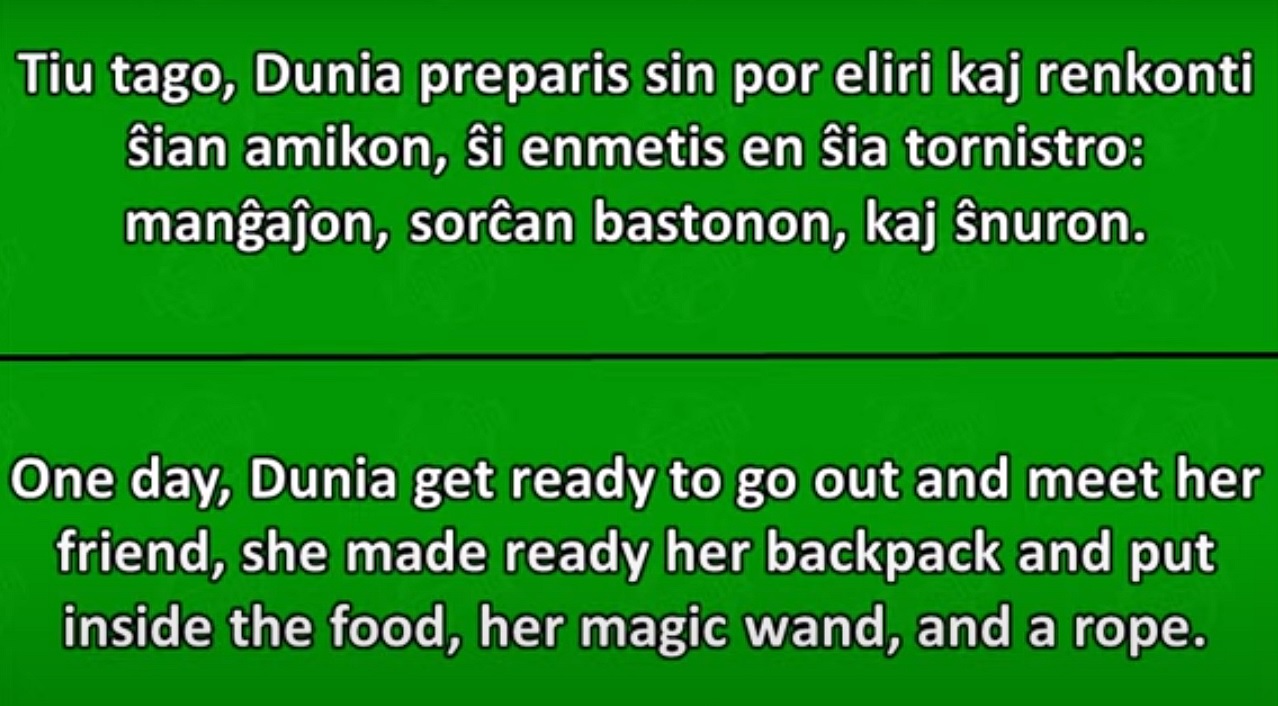 Tiu tago, Dunia preparis sin por eliri kaj renkonti
ŝian amikon, ŝi enmetis en ŝia tornistro:
manĝaĵon, sorĉan bastonon, kaj ŝnuron.
One day, Dunia get ready to go out and meet her
friend, she made ready her backpack and put
inside the food, her magic wand, and a rope.